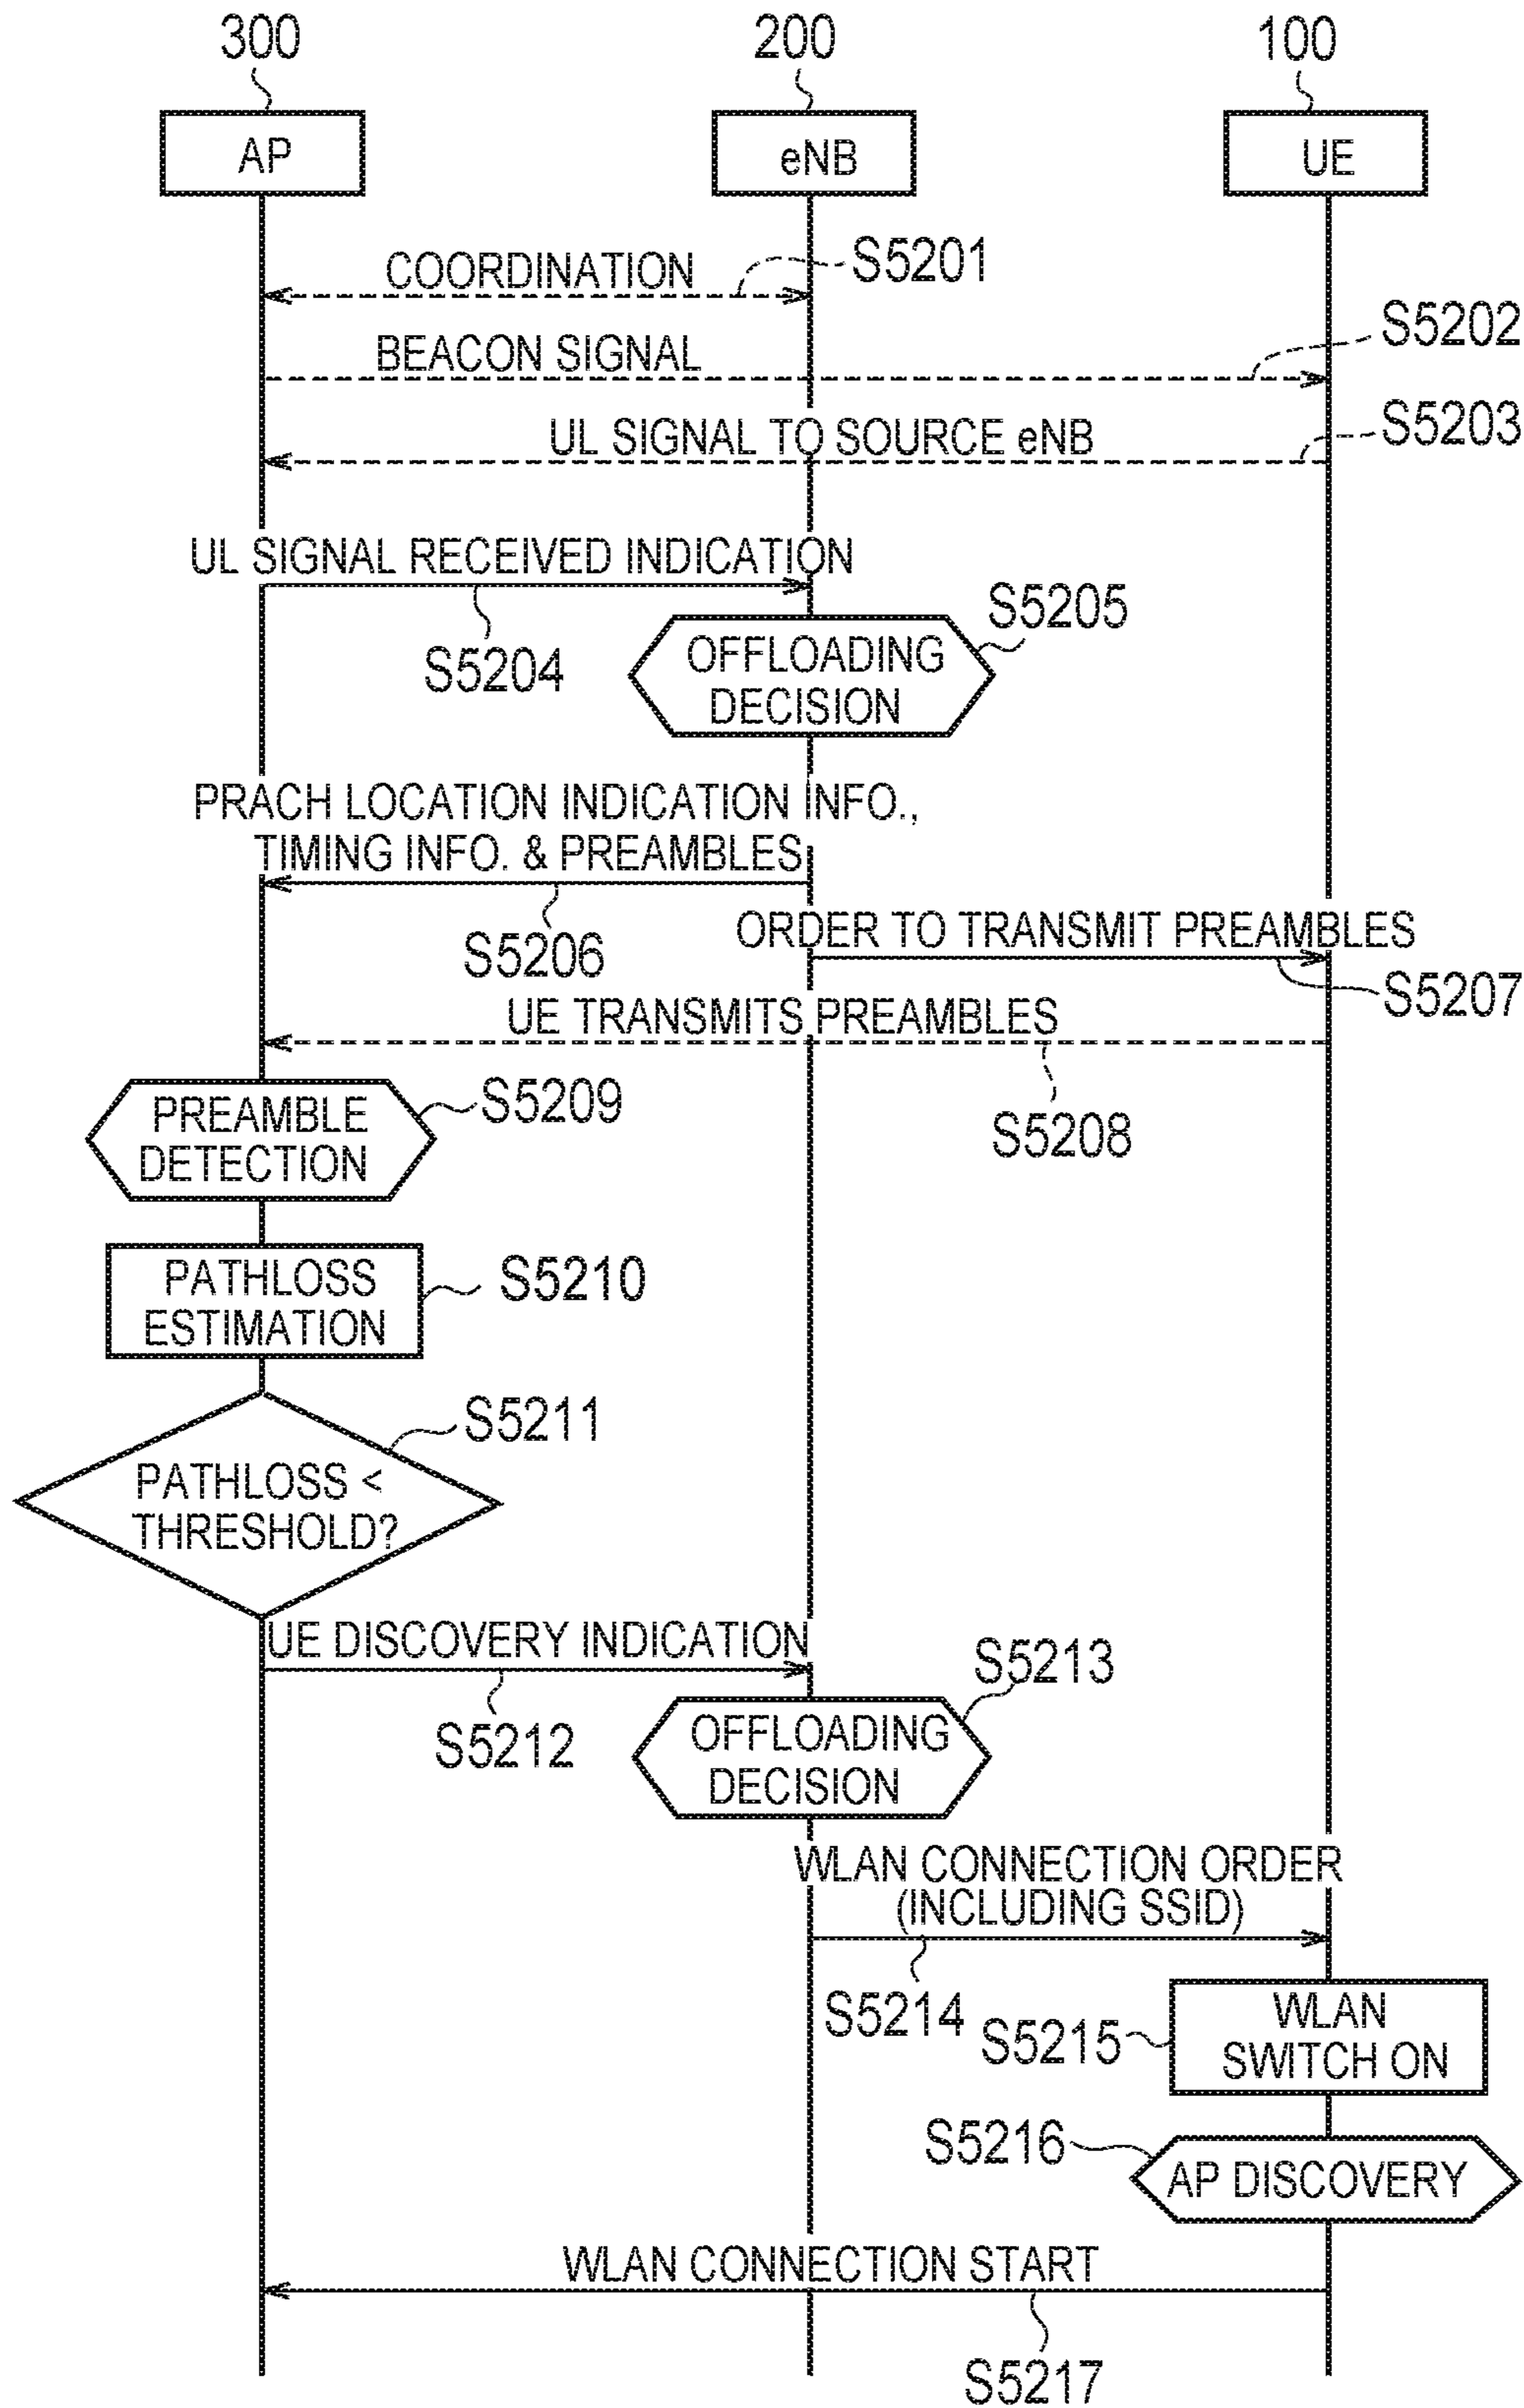 300
200
100
AP
eNB
UE
COORDINATION
S5201
BEACON SIGNAL
S5202
UL SIGNAL TO SOURCE eNB
S5203
UL SIGNAL RECEIVED INDICATION
S5204
OFFLOADING
DECISION
S5205
PRACH LOCATION INDICATION INFO.,
TIMING INFO. & PREAMBLES
S5206
ORDER TO TRANSMIT PREAMBLES
S5207
UE TRANSMITS PREAMBLES
S5208
PREAMBLE
DETECTION
S5209
PATHLOSS
ESTIMATION
S5210
PATHLOSS <
THRESHOLD?
S5211
UE DISCOVERY INDICATION
S5212
OFFLOADING
DECISION
S5213
WLAN CONNECTION ORDER
(INCLUDING SSID)
S5214
WLAN
SWITCH ON
S5215
S5216
AP DISCOVERY
WLAN CONNECTION START
S5217